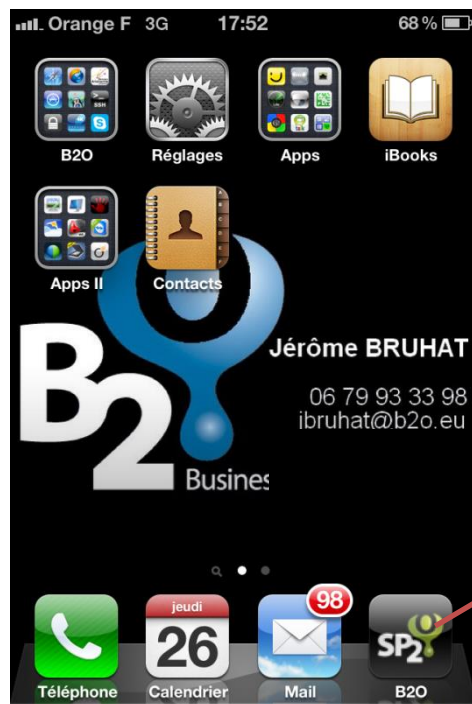 Orange F 3G 17:52 68 %
B2O Réglages Apps iBooks
Apps II Contacts
B2
Busines
Jérôme BRUHAT
06 79 93 33 98
ibruhat@b2o.eu
98
jeudi
26
SP2
Téléphone Calendrier Mail B2O